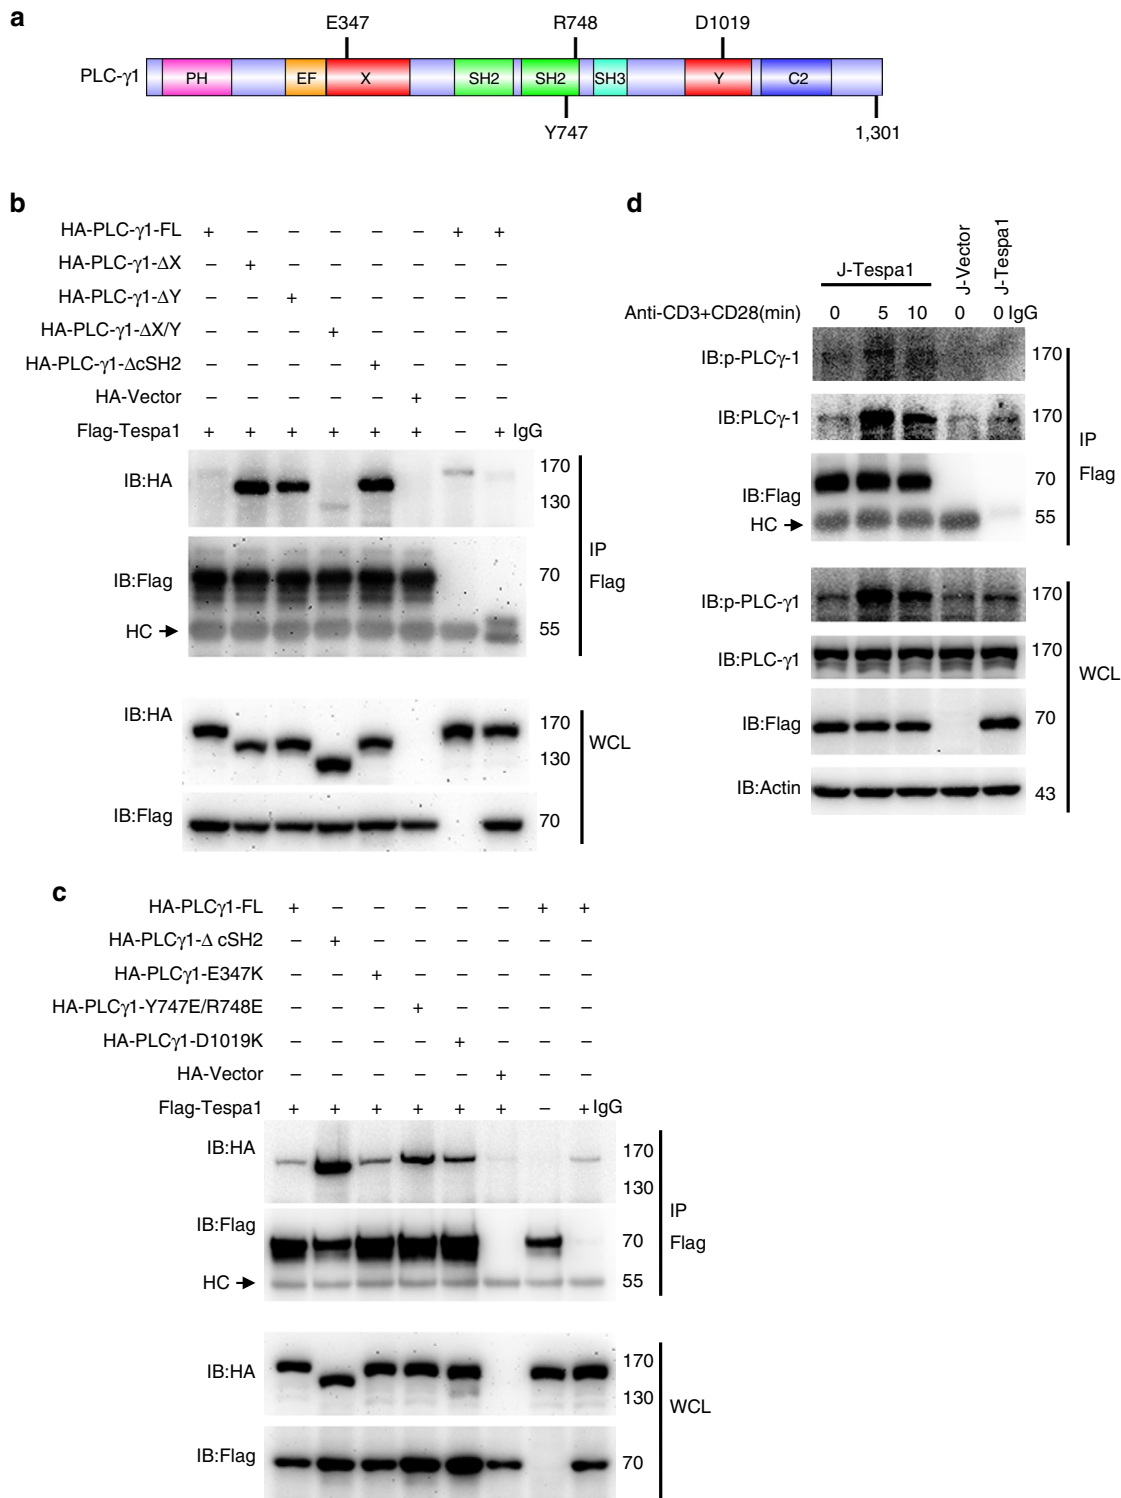 a
E347 R748 D1019
PLC-γ1 PH EF X SH2 SH2 SH3 Y C2
Y747 1,301
b
HA-PLC-γ1-FL + – – – – – + +
HA-PLC-γ1-ΔX – + – – – – – –
HA-PLC-γ1-ΔY – – + – – – – –
HA-PLC-γ1-ΔX/Y – – – + – – – –
HA-PLC-γ1-ΔcSH2 – – – – + – – –
HA-Vector – – – – – + – –
Flag-Tespa1 + + + + + + – + IgG
IB:HA 170
130
IB:Flag 70
HC 55
IP
Flag
IB:HA 170
130
IB:Flag 70
WCL
c
HA-PLCγ1-FL + – – – – – + +
HA-PLCγ1-Δ cSH2 – + – – – – – –
HA-PLCγ1-E347K – – + – – – – –
HA-PLCγ1-Y747E/R748E – – – + – – – –
HA-PLCγ1-D1019K – – – – + – – –
HA-Vector – – – – – + – –
Flag-Tespa1 + + + + + + – + IgG
IB:HA 170
130
IB:Flag 70
HC 55
IP
Flag
IB:HA 170
130
IB:Flag 70
WCL
d
J-Tespa1 J-Vector J-Tespa1
Anti-CD3+CD28(min) 0 5 10 0 0 IgG
IB:p-PLCγ-1 170
IB:PLCγ-1 170
IB:Flag 70
HC 55
IP
Flag
IB:p-PLC-γ1 170
IB:PLC-γ1 170
IB:Flag 70
IB:Actin 43
WCL